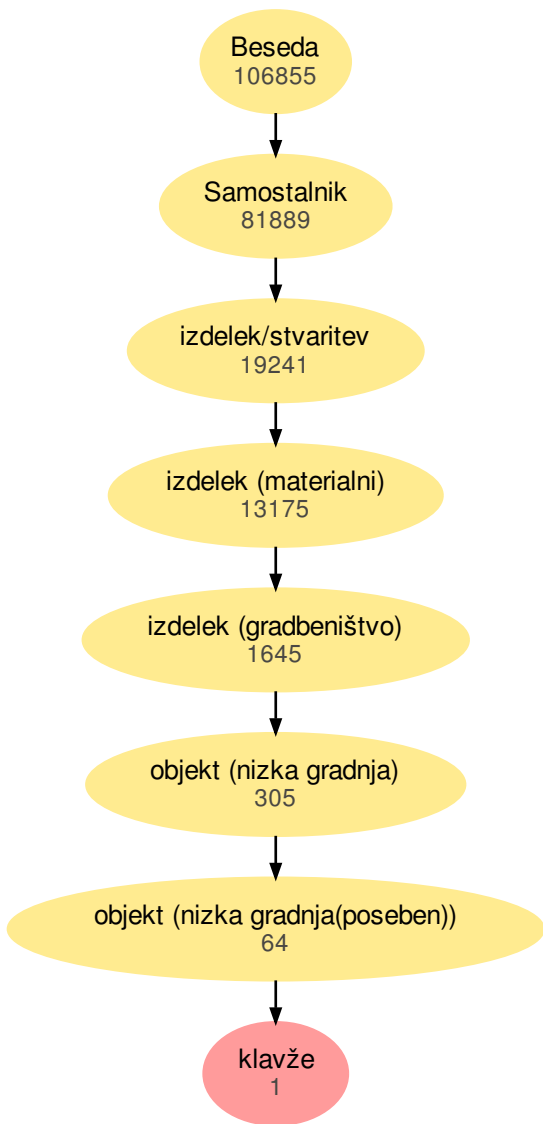 Beseda
106855
Samostalnik
81889
izdelek/stvaritev
19241
izdelek (materialni)
13175
izdelek (gradbeništvo)
1645
objekt (nizka gradnja)
305
objekt (nizka gradnja(poseben))
64
klavže
1